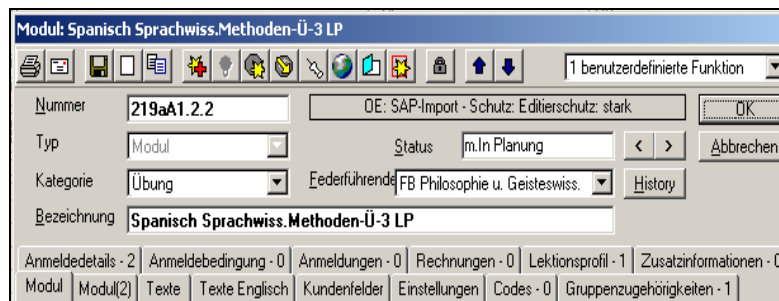 Modul: Spanisch Sprachwiss.Methoden-Ü-3 LP
1 benutzerdefinierte Funktion
Nummer 219aA1.2.2 OE: SAP-Import - Schutz: Editierschutz: stark OK
Typ Modul Status m.In Planung < > Abbrechen
Kategorie Übung Federführende FB Philosophie u. Geisteswiss. History
Bezeichnung Spanisch Sprachwiss.Methoden-Ü-3 LP
Anmeldedetails - 2 Anmeldebedingung - 0 Anmeldungen - 0 Rechnungen - 0 Lektionsprofil - 1 Zusatzinformationen - 0
Modul Modul(2) Texte Texte Englisch Kundenfelder Einstellungen Codes - 0 Gruppenzugehörigkeiten - 1